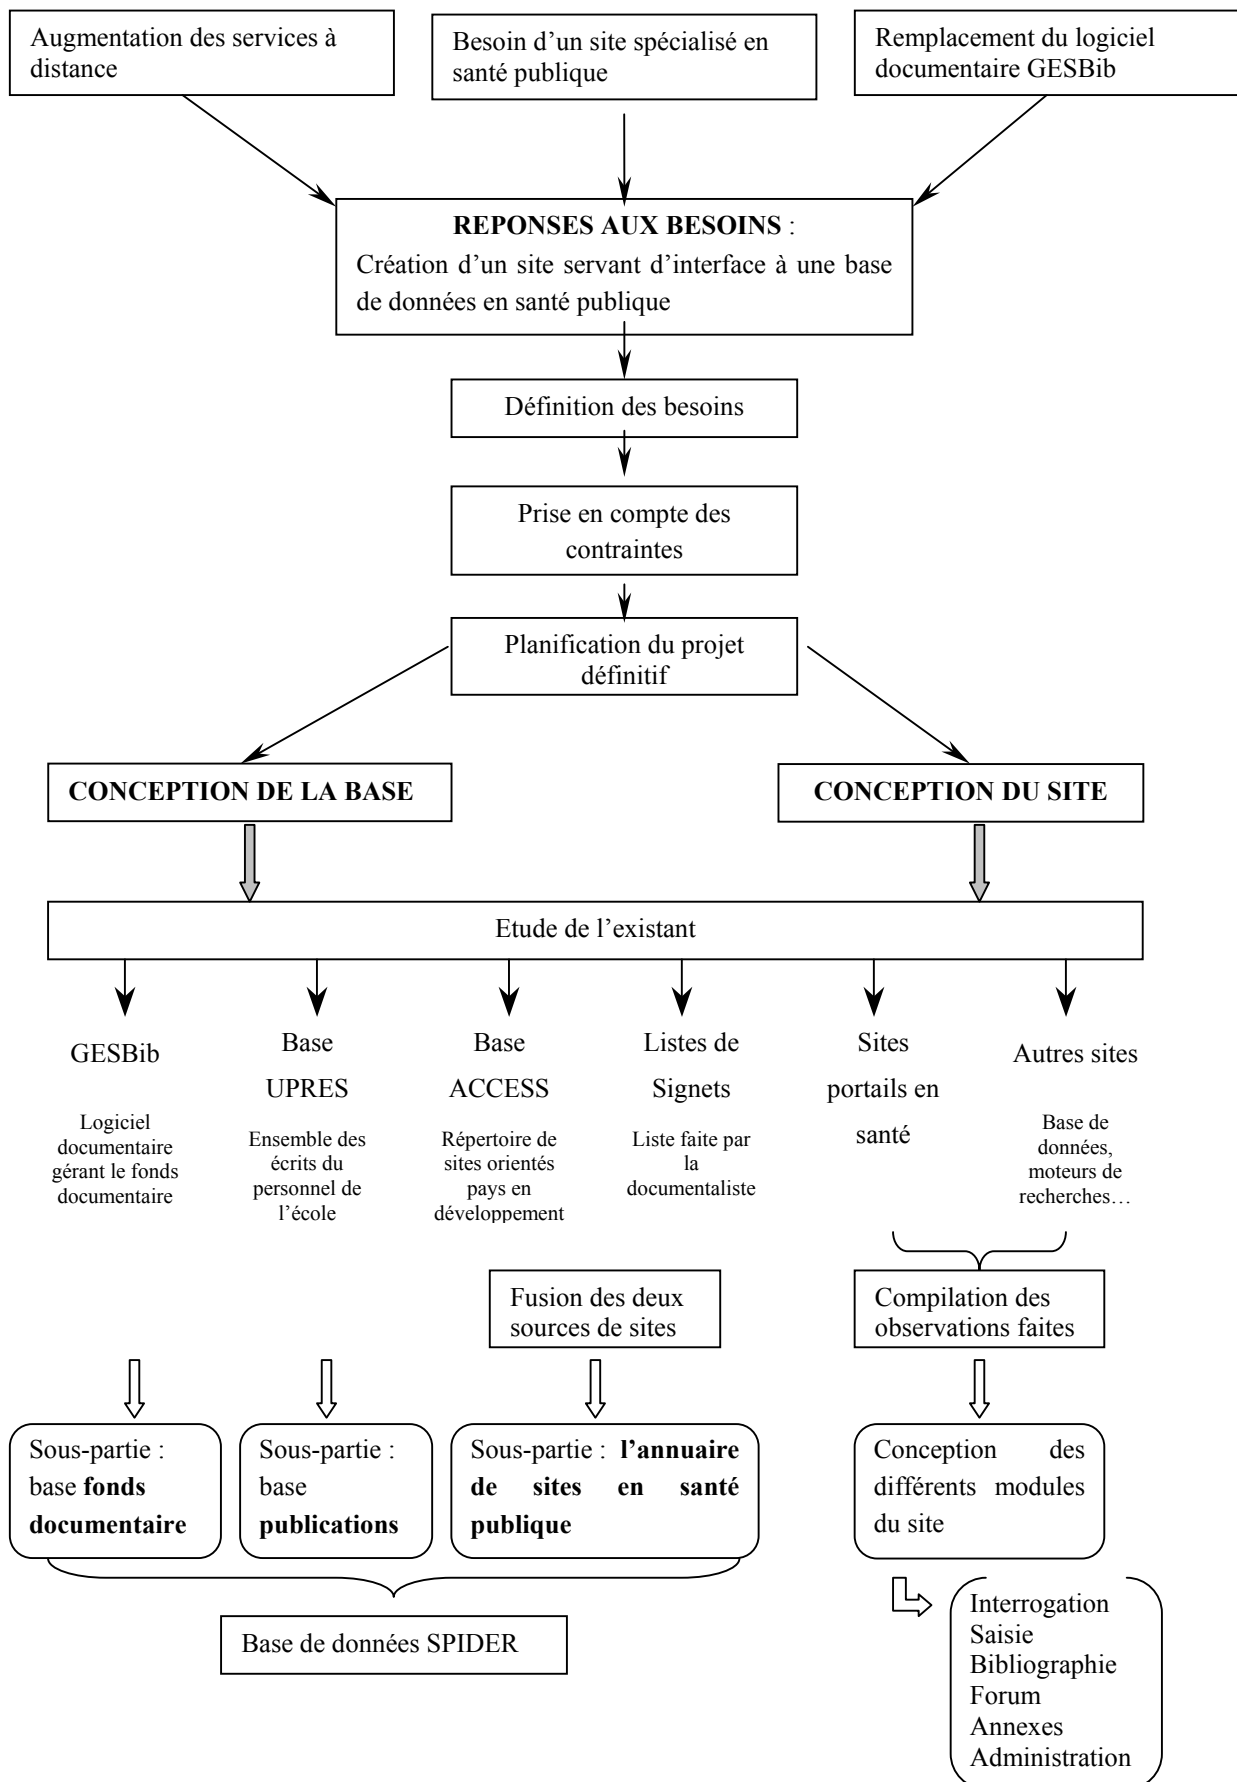 Augmentation des services à
distance
Besoin d’un site spécialisé en
santé publique
Remplacement du logiciel
documentaire GESBib
REPONSES AUX BESOINS :
Création d’un site servant d’interface à une base
de données en santé publique
Définition des besoins
Prise en compte des
contraintes
Planification du projet
définitif
CONCEPTION DE LA BASE
CONCEPTION DU SITE
Etude de l’existant
GESBib
Logiciel
documentaire
gérant le fonds
documentaire
Base
UPRES
Ensemble des
écrits du
personnel de
l’école
Base
ACCESS
Répertoire de
sites orientés
pays en
développement
Listes de
Signets
Liste faite par
la
documentaliste
Sites
portails en
santé
Autres sites
Base de
données,
moteurs de
recherches…
Fusion des deux
sources de sites
Compilation des
observations faites
Sous-partie :
base fonds
documentaire
Sous-partie :
base
publications
Sous-partie : l’annuaire
de sites en santé
publique
Conception des
différents modules
du site
Base de données SPIDER
Interrogation
Saisie
Bibliographie
Forum
Annexes
Administration